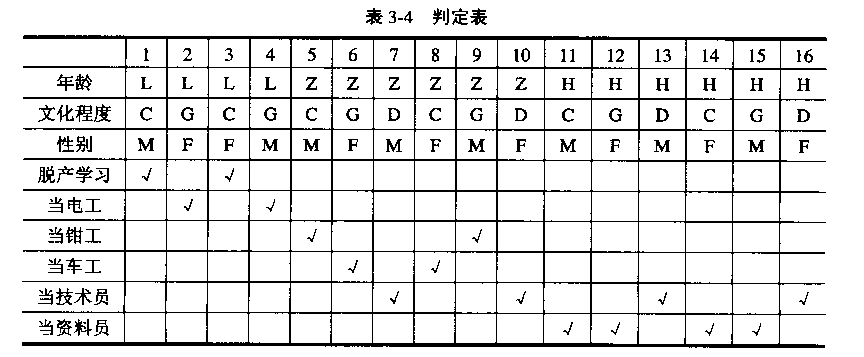 表 3-4 判定表
1 2 3 4 5 6 7 8 9 10 11 12 13 14 15 16
年龄 L L L L Z Z Z Z Z Z H H H H H H
文化程度 C G C G C G D C G D C G D C G D
性别 M F F M M F M F M F M F M F M F
脱产学习 √ √
当电工 √ √
当钳工 √ √
当车工 √ √
当技术员 √ √ √ √
当资料员 √ √ √ √